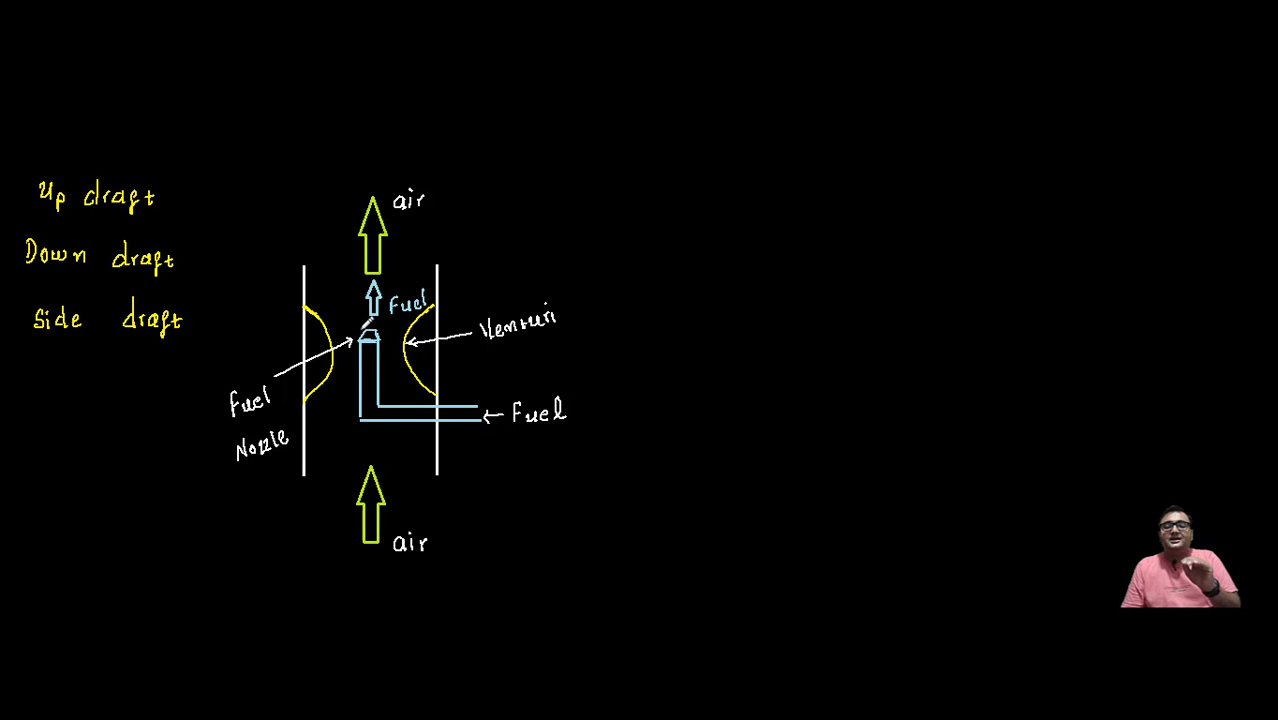 Up draft
Down draft
Side draft
air
Fuel
Venturi
Fuel
Nozzle
← Fuel
air